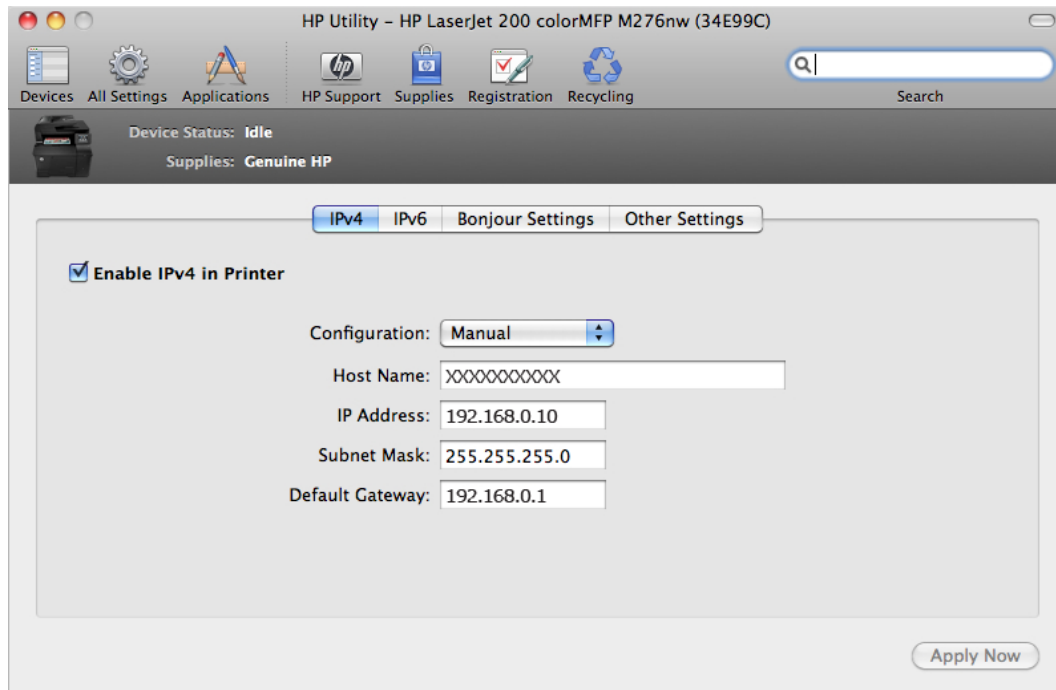 HP Utility – HP LaserJet 200 colorMFP M276nw (34E99C)
Devices All Settings Applications HP Support Supplies Registration Recycling Search
hp
Device Status: Idle
Supplies: Genuine HP
IPv4 IPv6 Bonjour Settings Other Settings
Enable IPv4 in Printer
Configuration: Manual
Host Name: XXXXXXXXXX
IP Address: 192.168.0.10
Subnet Mask: 255.255.255.0
Default Gateway: 192.168.0.1
Apply Now